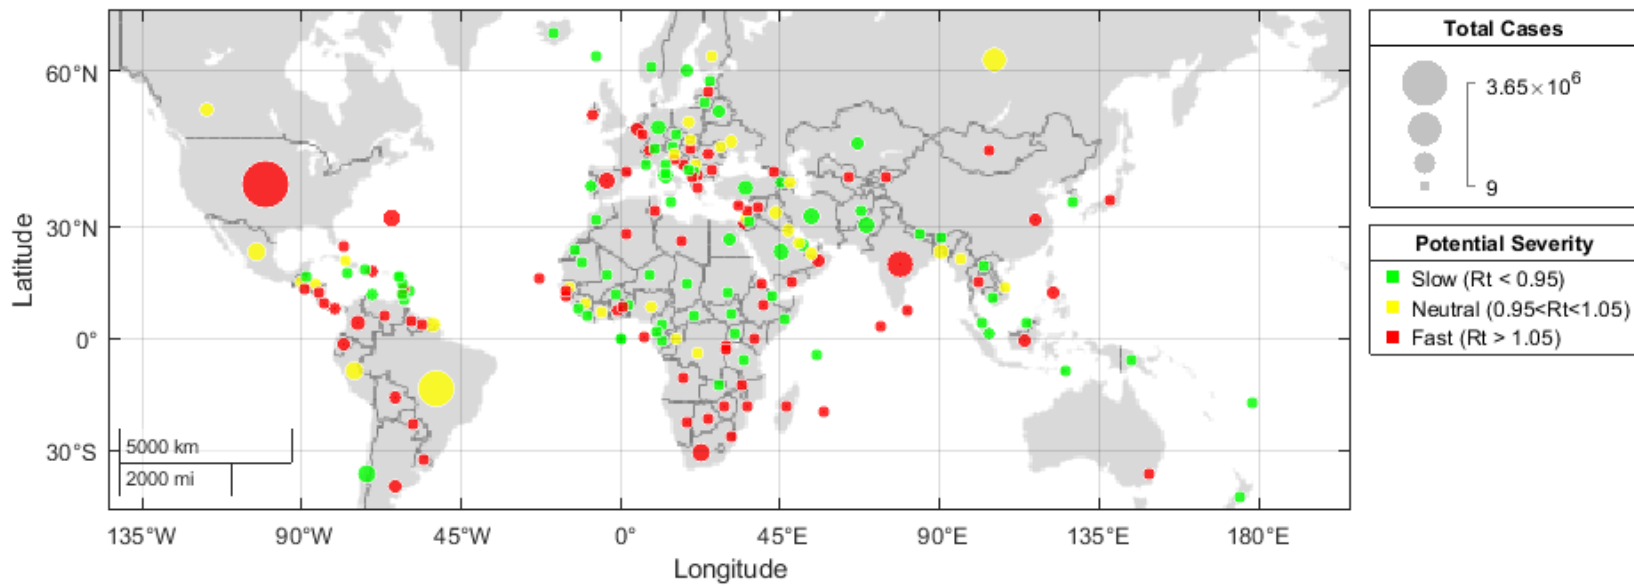 60°N
30°N
0°
30°S
Latitude
5000 km
2000 mi
135°W
90°W
45°W
0°
45°E
90°E
135°E
180°E
Longitude
Total Cases
3.65×10⁶
9
Potential Severity
Slow (Rt < 0.95)
Neutral (0.95<Rt<1.05)
Fast (Rt > 1.05)